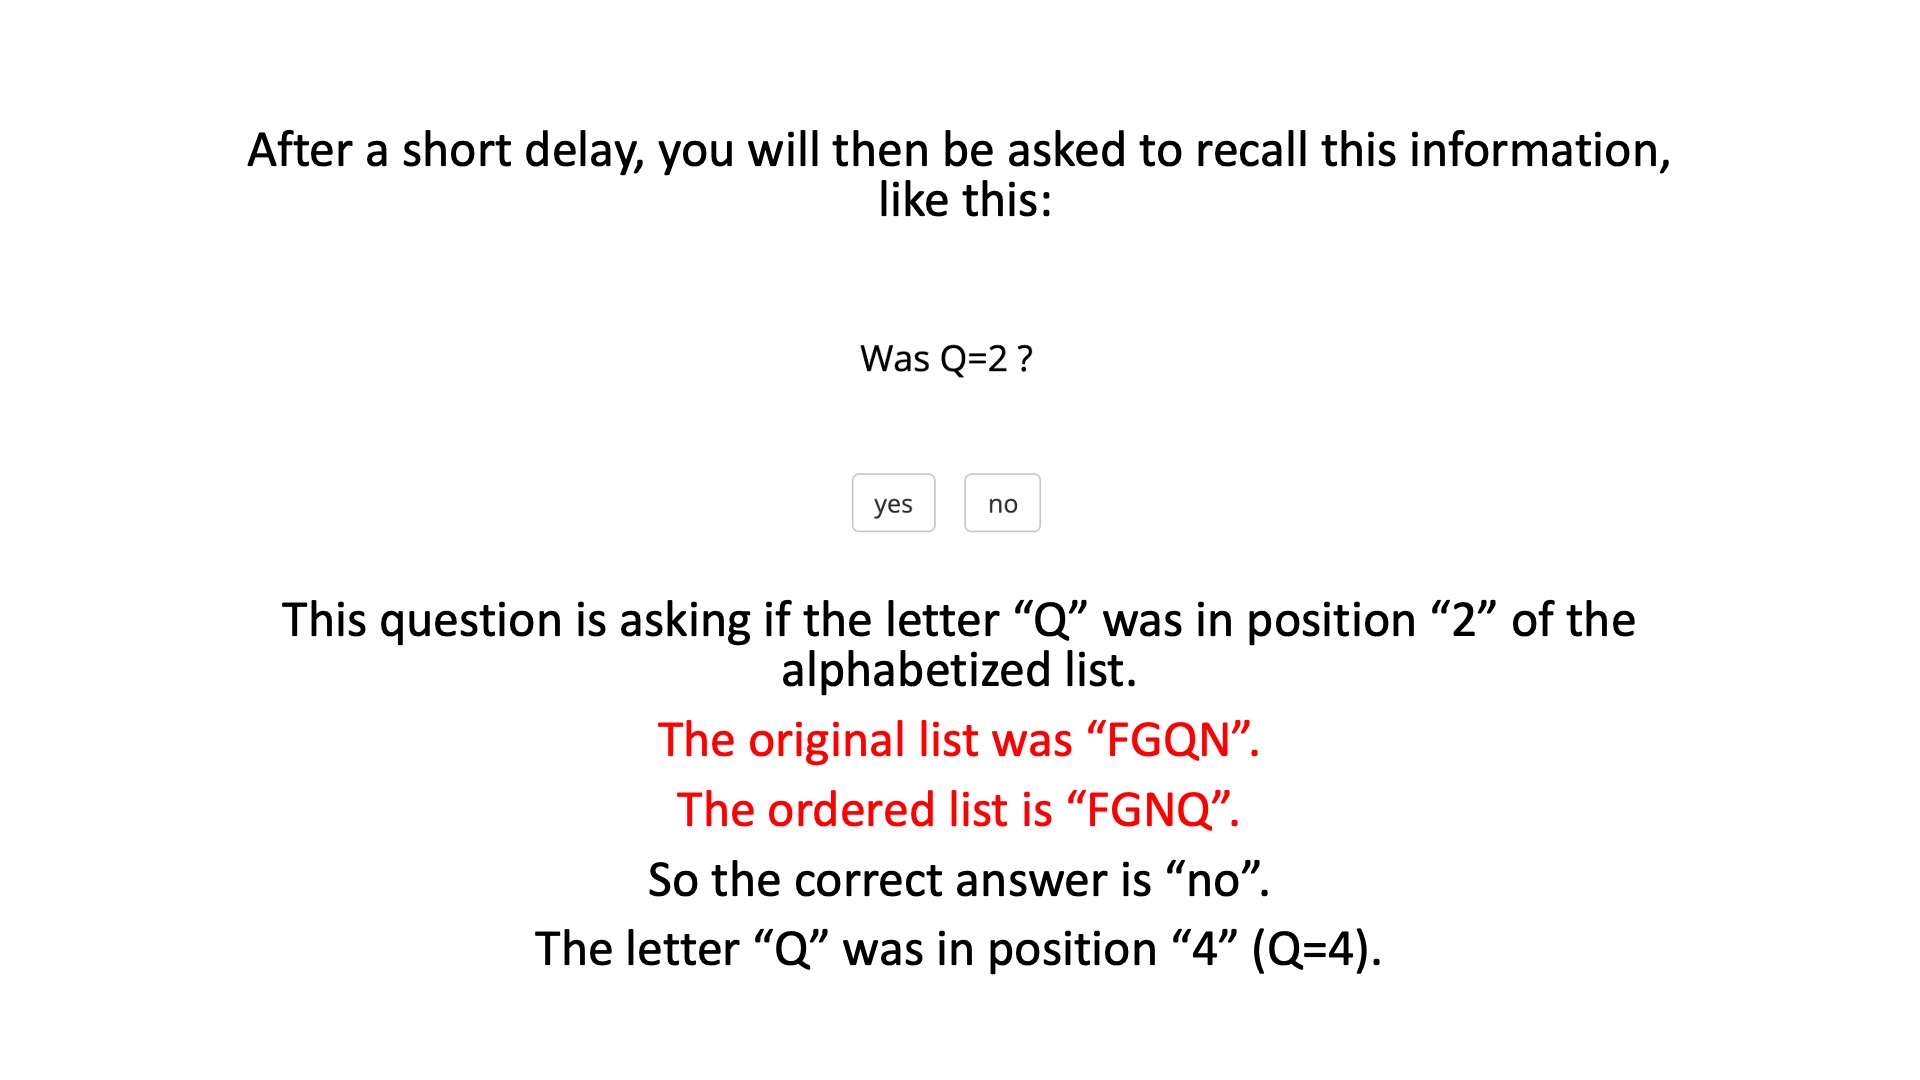 After a short delay, you will then be asked to recall this information,
like this:
Was Q=2 ?
yes no
This question is asking if the letter “Q” was in position “2” of the
alphabetized list.
The original list was “FGQN”.
The ordered list is “FGNQ”.
So the correct answer is “no”.
The letter “Q” was in position “4” (Q=4).